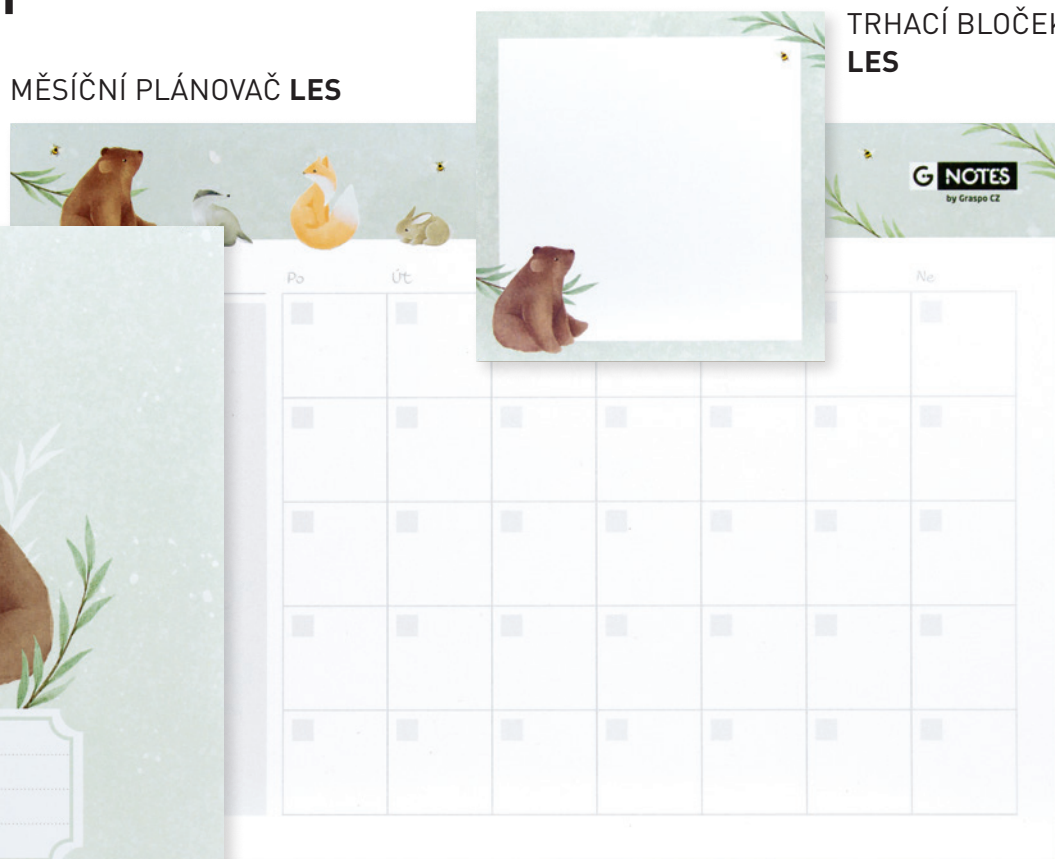 TRHACÍ BLOČEK
LES
MĚSÍČNÍ PLÁNOVAČ LES
G NOTES
by Graspo CZ
Po Út Ne